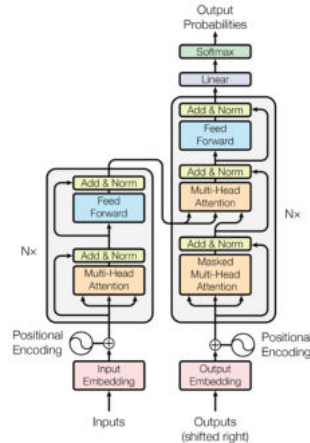 Output
Probabilities
Softmax
Linear
Add & Norm
Feed
Forward
Add & Norm
Multi-Head
Attention
Add & Norm
Masked
Multi-Head
Attention
Nx
Positional
Encoding
Output
Embedding
Outputs
(shifted right)
Add & Norm
Feed
Forward
Add & Norm
Multi-Head
Attention
Nx
Positional
Encoding
Input
Embedding
Inputs